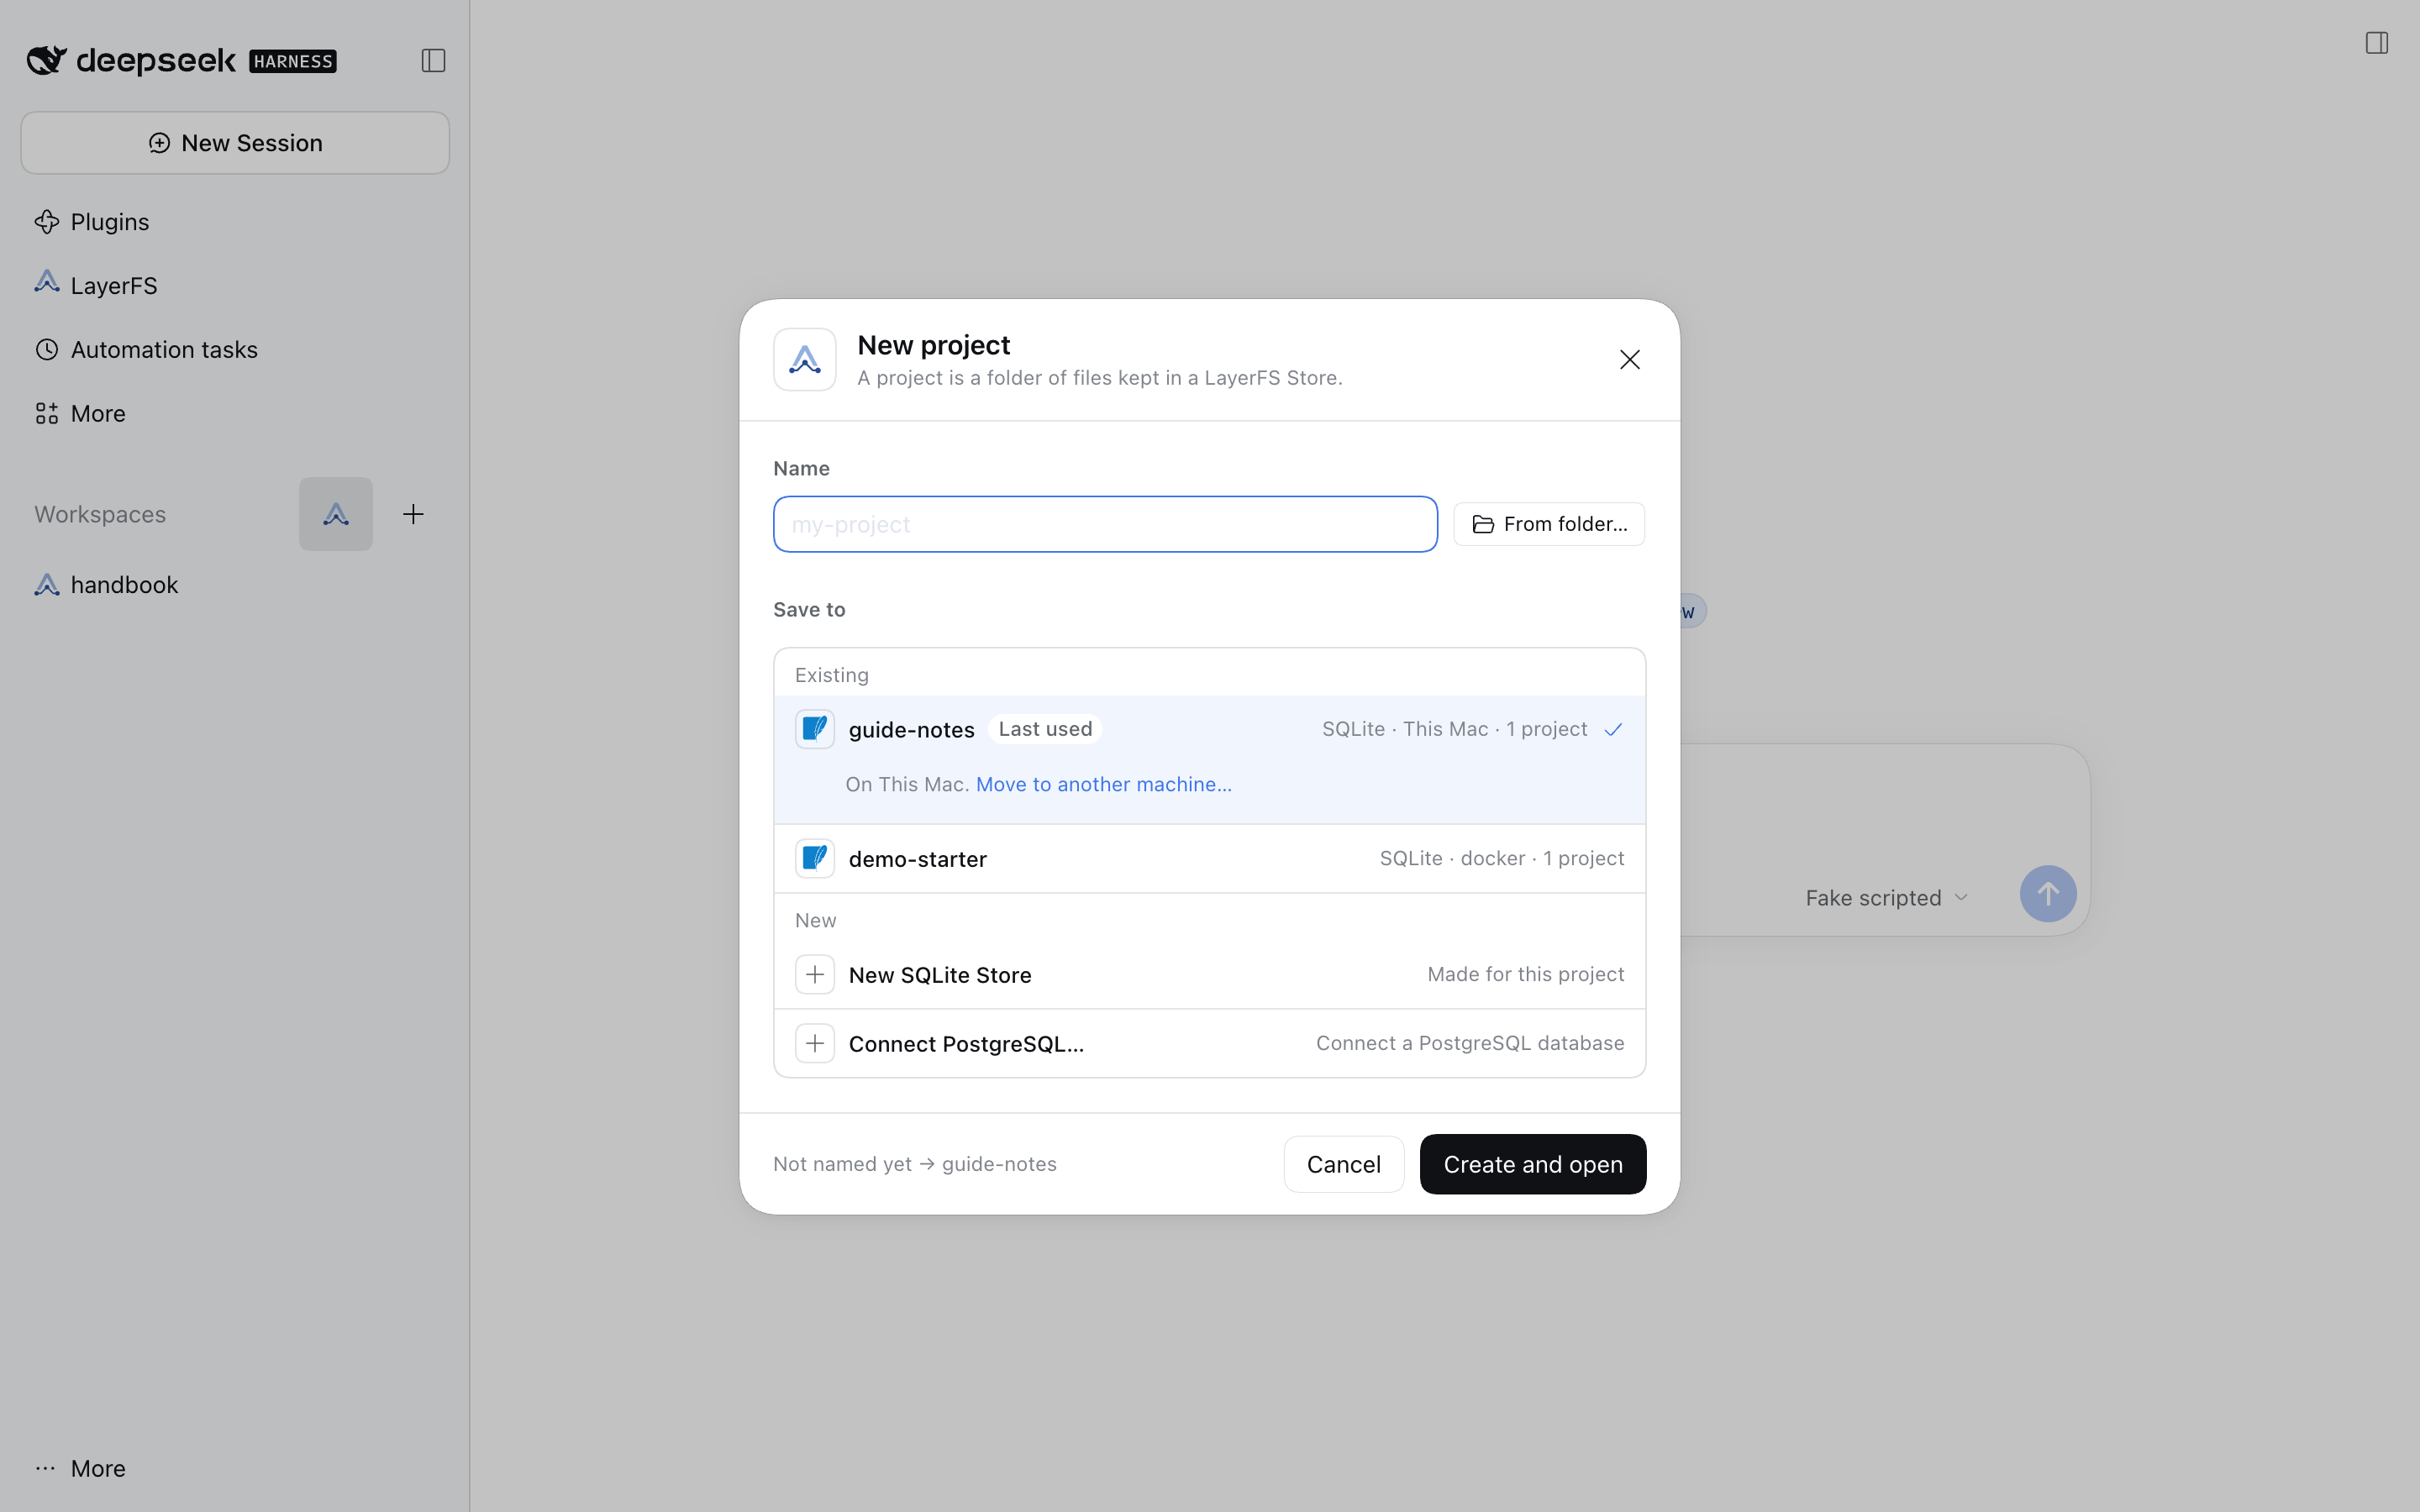 deepseek HARNESS
New Session
Plugins
LayerFS
Automation tasks
More
Workspaces
handbook
More
New project
A project is a folder of files kept in a LayerFS Store.
Name
my-project
From folder...
Save to
Existing
guide-notes Last used SQLite · This Mac · 1 project
On This Mac. Move to another machine...
demo-starter SQLite · docker · 1 project
New
New SQLite Store Made for this project
Connect PostgreSQL... Connect a PostgreSQL database
Not named yet → guide-notes
Cancel
Create and open
Fake scripted